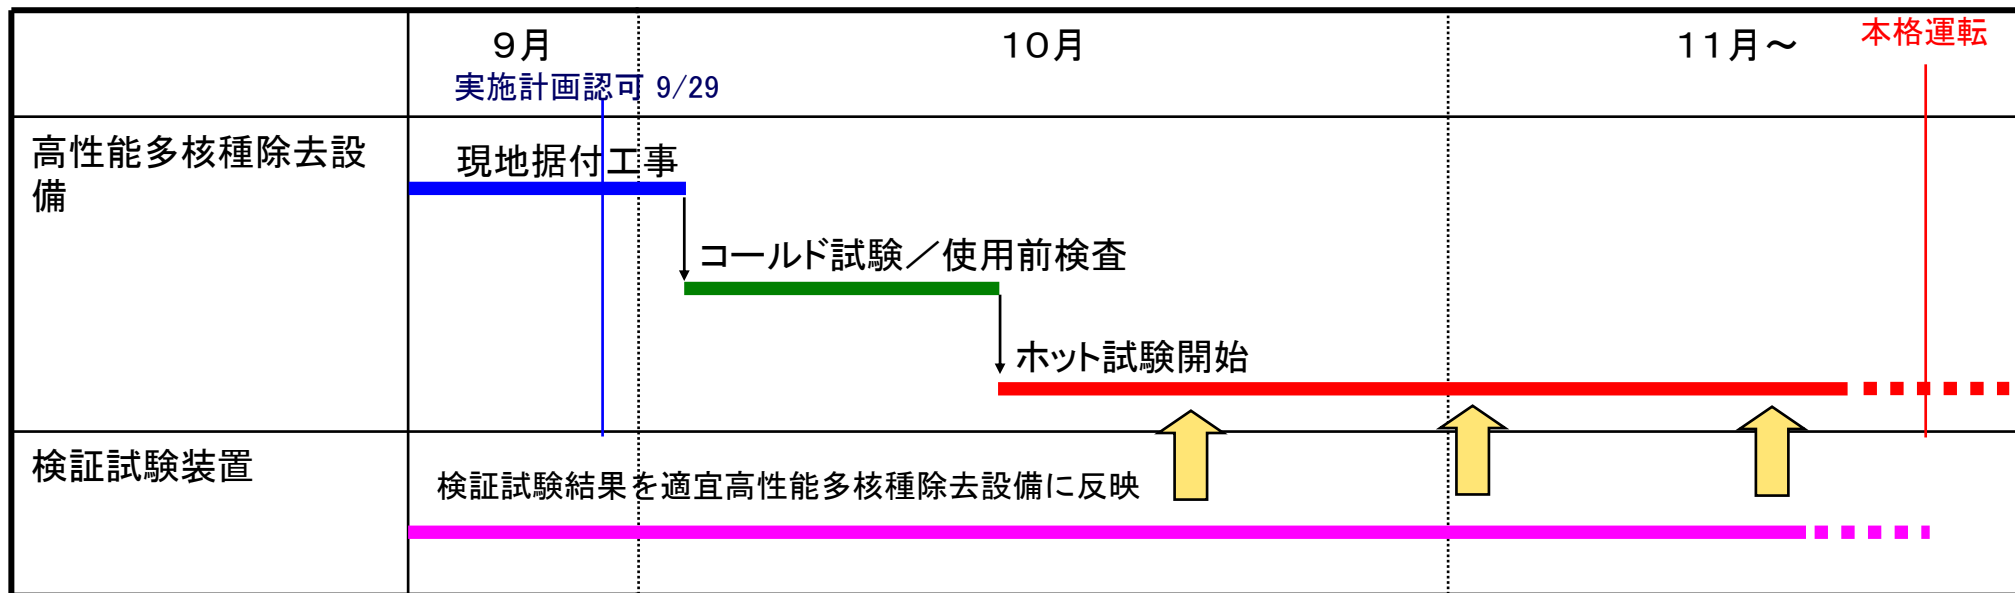 ９月
１０月
１１月～
本格運転
実施計画認可 9/29
高性能多核種除去設
備
現地据付工事
コールド試験／使用前検査
ホット試験開始
検証試験装置
検証試験結果を適宜高性能多核種除去設備に反映